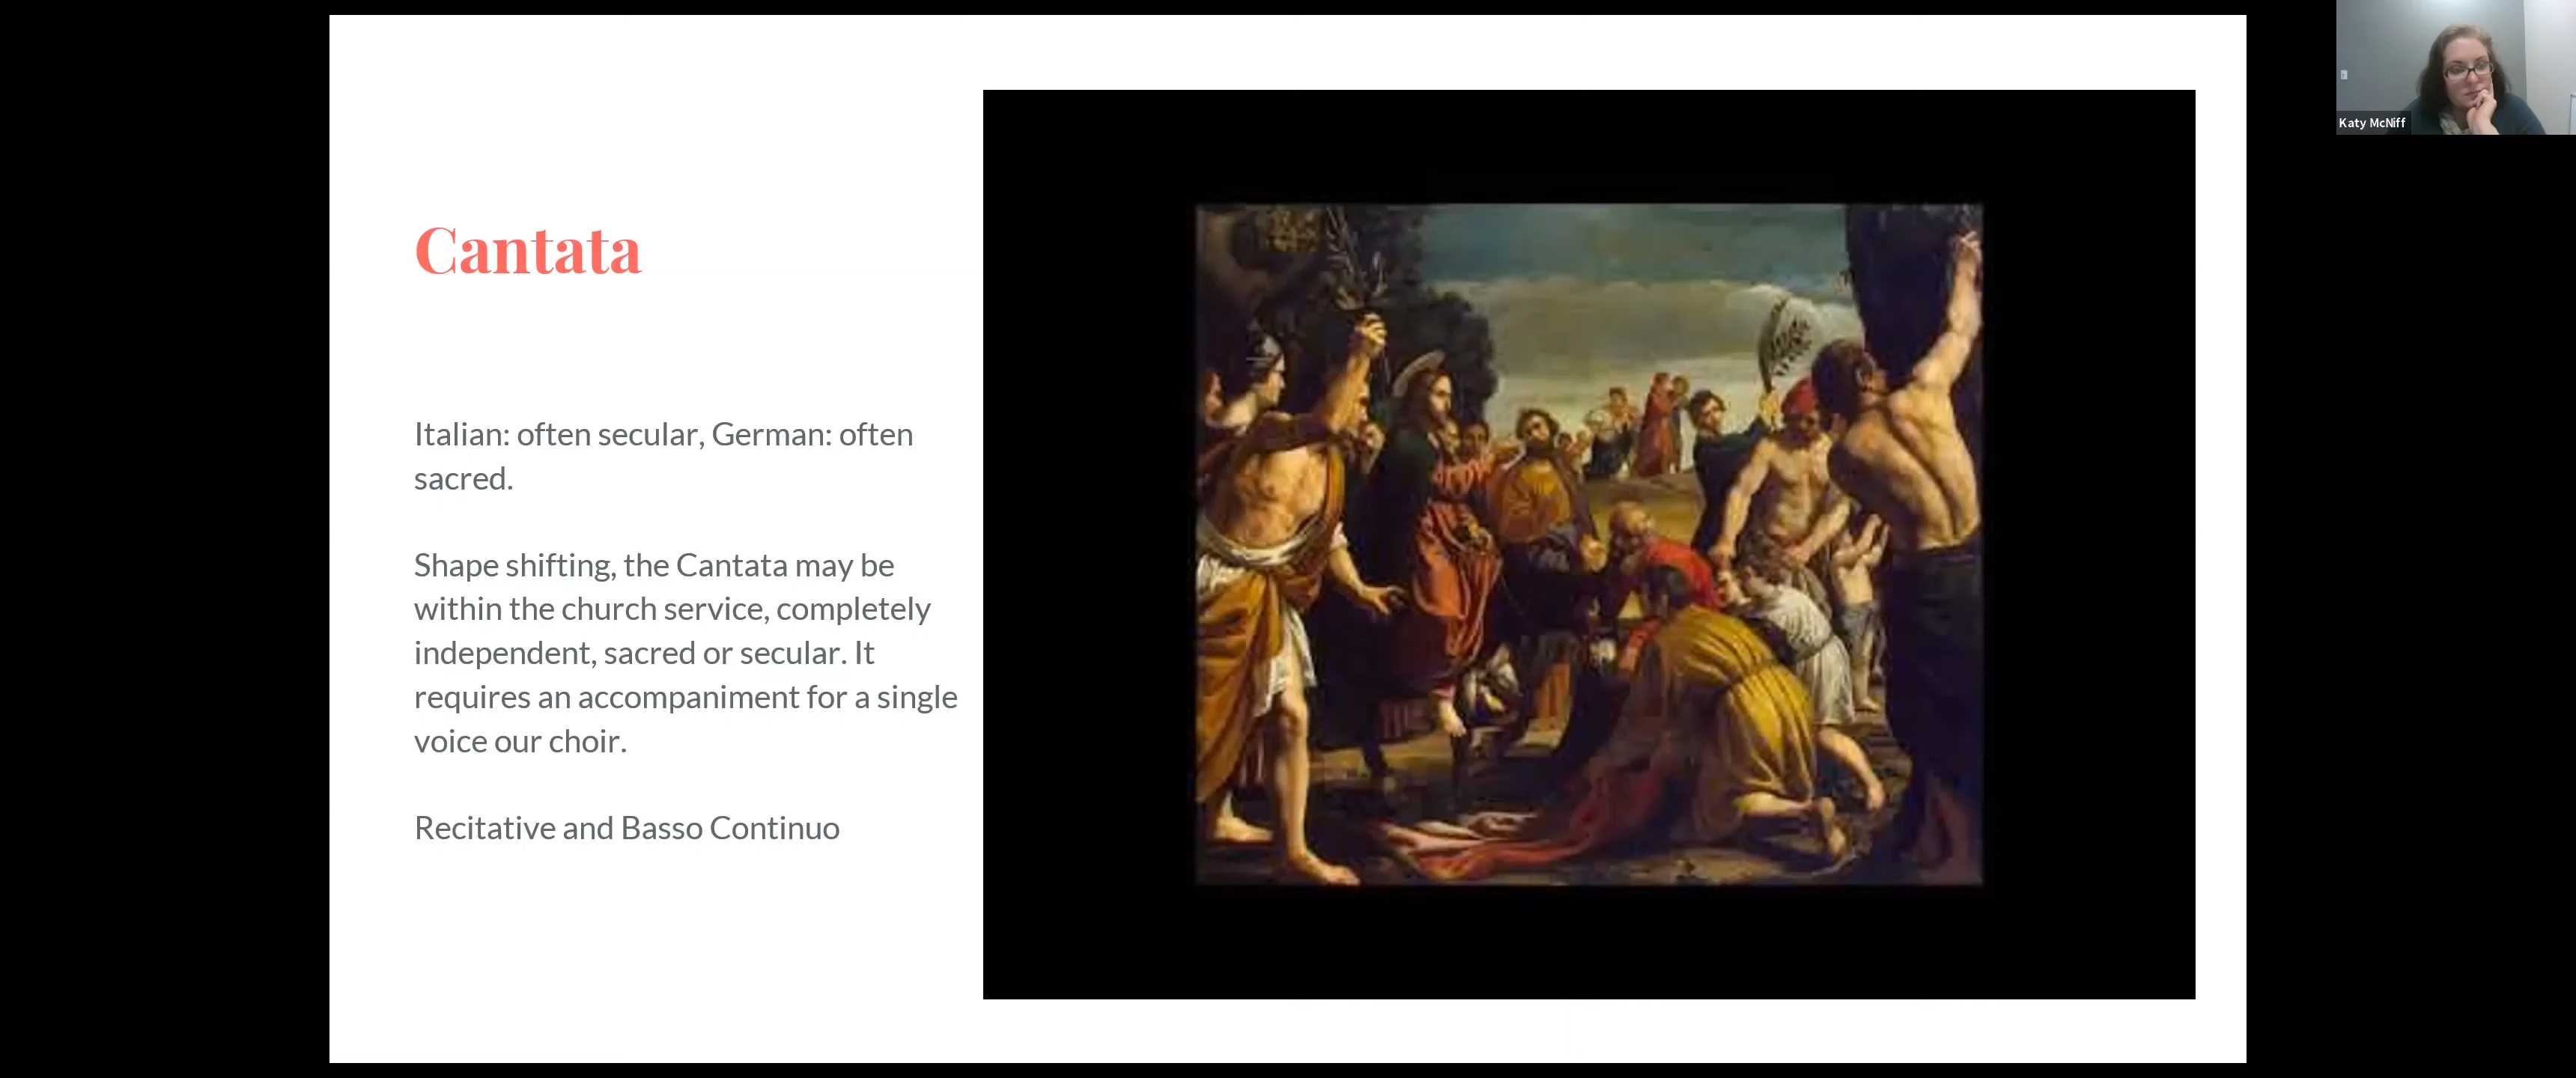 Cantata
Italian: often secular, German: often
sacred.
Shape shifting, the Cantata may be
within the church service, completely
independent, sacred or secular. It
requires an accompaniment for a single
voice our choir.
Recitative and Basso Continuo
Katy McNiff